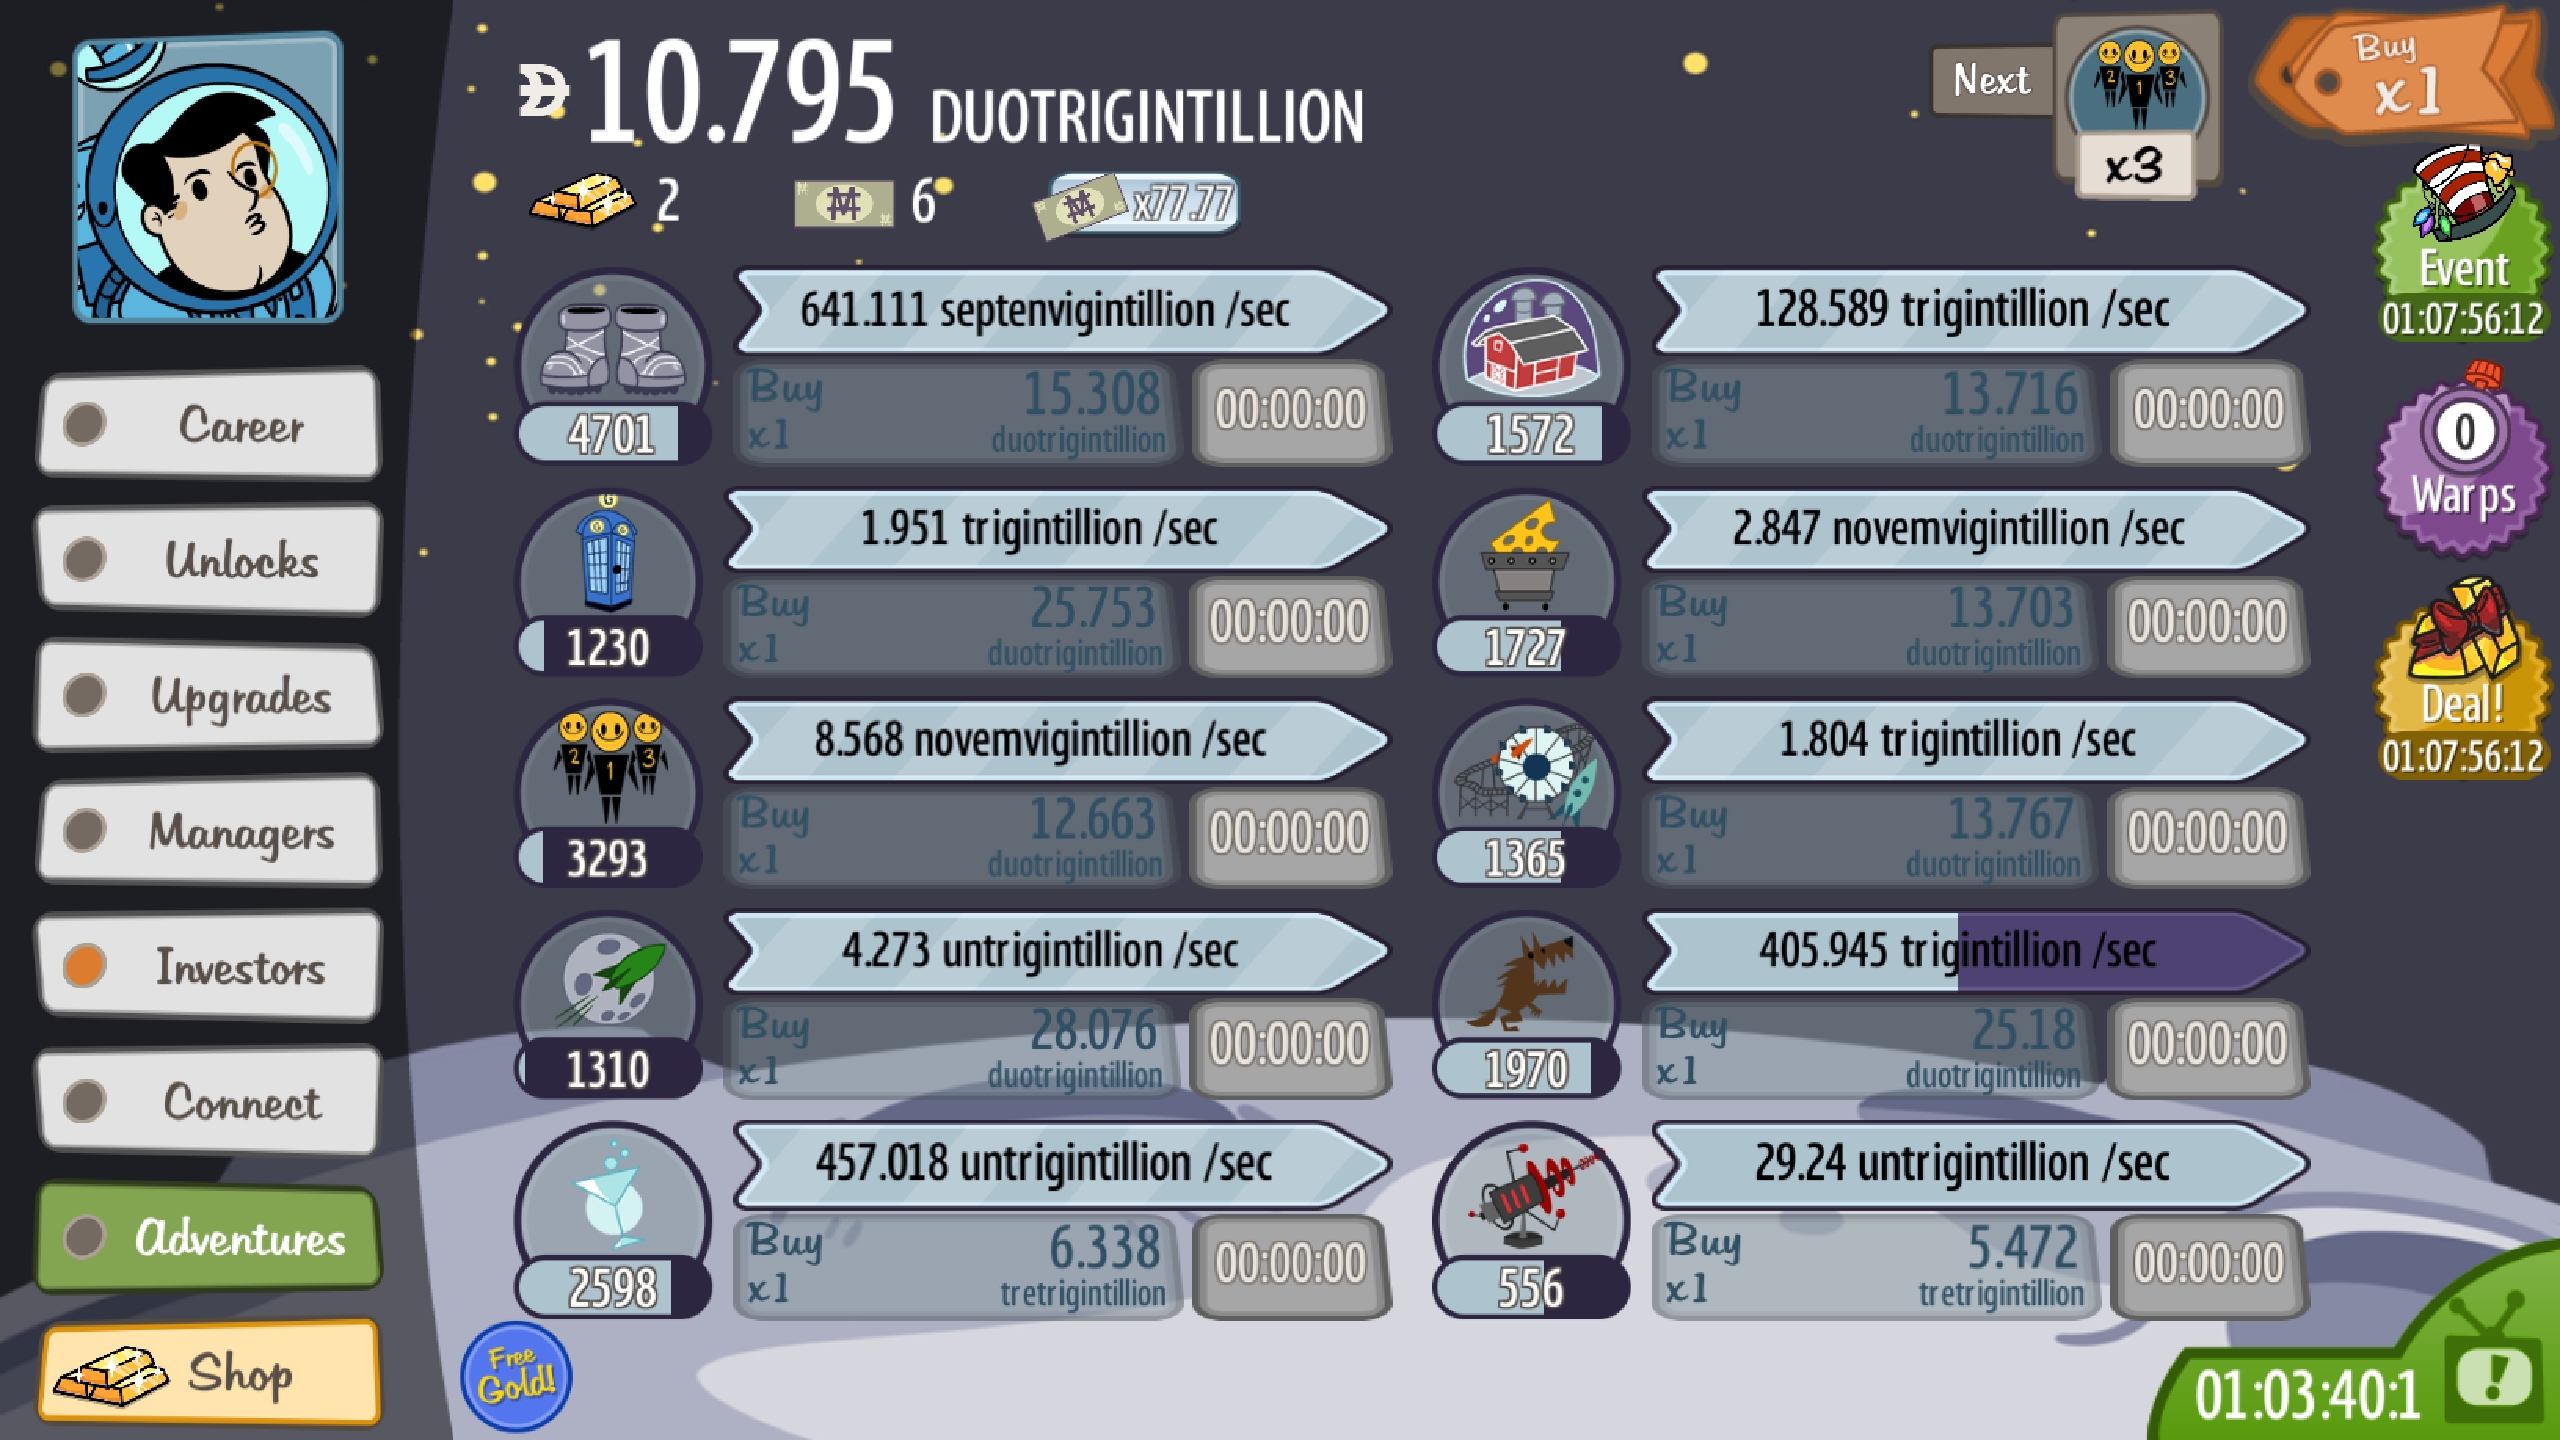 10.795 DUOTRIGINTILLION
Next
x3
Buy
x1
2
6
x77.77
Event
01:07:56:12
0
Warps
Deal!
01:07:56:12
Career
Unlocks
Upgrades
Managers
Investors
Connect
Adventures
Shop
641.111 septenvigintillion /sec
4701
Buy
x1
15.308
duotrigintillion
00:00:00
128.589 trigintillion /sec
1572
Buy
x1
13.716
duotrigintillion
00:00:00
G
1.951 trigintillion /sec
1230
Buy
x1
25.753
duotrigintillion
00:00:00
2.847 novemvigintillion /sec
1727
Buy
x1
13.703
duotrigintillion
00:00:00
2 1 3
8.568 novemvigintillion /sec
3293
Buy
x1
12.663
duotrigintillion
00:00:00
1.804 trigintillion /sec
1365
Buy
x1
13.767
duotrigintillion
00:00:00
4.273 untrigintillion /sec
1310
Buy
x1
28.076
duotrigintillion
00:00:00
405.945 trigintillion /sec
1970
Buy
x1
25.18
duotrigintillion
00:00:00
457.018 untrigintillion /sec
2598
Buy
x1
6.338
tretrigintillion
00:00:00
29.24 untrigintillion /sec
556
Buy
x1
5.472
tretrigintillion
00:00:00
Free
Gold!
01:03:40:1
!